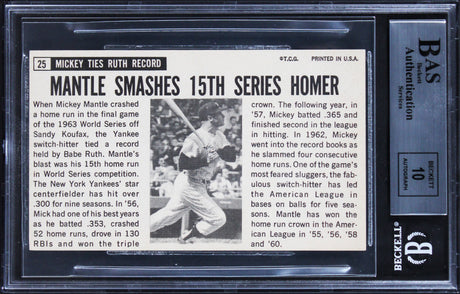 25 MICKEY TIES RUTH RECORD ©T.C.G. PRINTED IN U.S.A.
MANTLE SMASHES 15TH SERIES HOMER
When Mickey Mantle crashed
a home run in the final game
of the 1963 World Series off
Sandy Koufax, the Yankee
switch-hitter tied a record
held by Babe Ruth. Mantle's
blast was his 15th home run
in World Series competition.
The New York Yankees' star
centerfielder has hit over
.300 for nine seasons. In '56,
Mick had one of his best years
as he batted .353, crashed
52 home runs, drove in 130
RBIs and won the triple
crown. The following year, in
'57, Mickey batted .365 and
finished second in the league
in hitting. In 1962, Mickey
went into the record books as
he slammed four consecutive
home runs. One of the game's
most feared sluggers, the fab-
ulous switch-hitter has led
the American League in
bases on balls for five sea-
sons. Mantle has won the
home run crown in the Amer-
ican League in '55, '56, '58
and '60.
BAS
Beckett
Authentication
Services
BECKETT
10
AUTOGRAPH
BECKETT